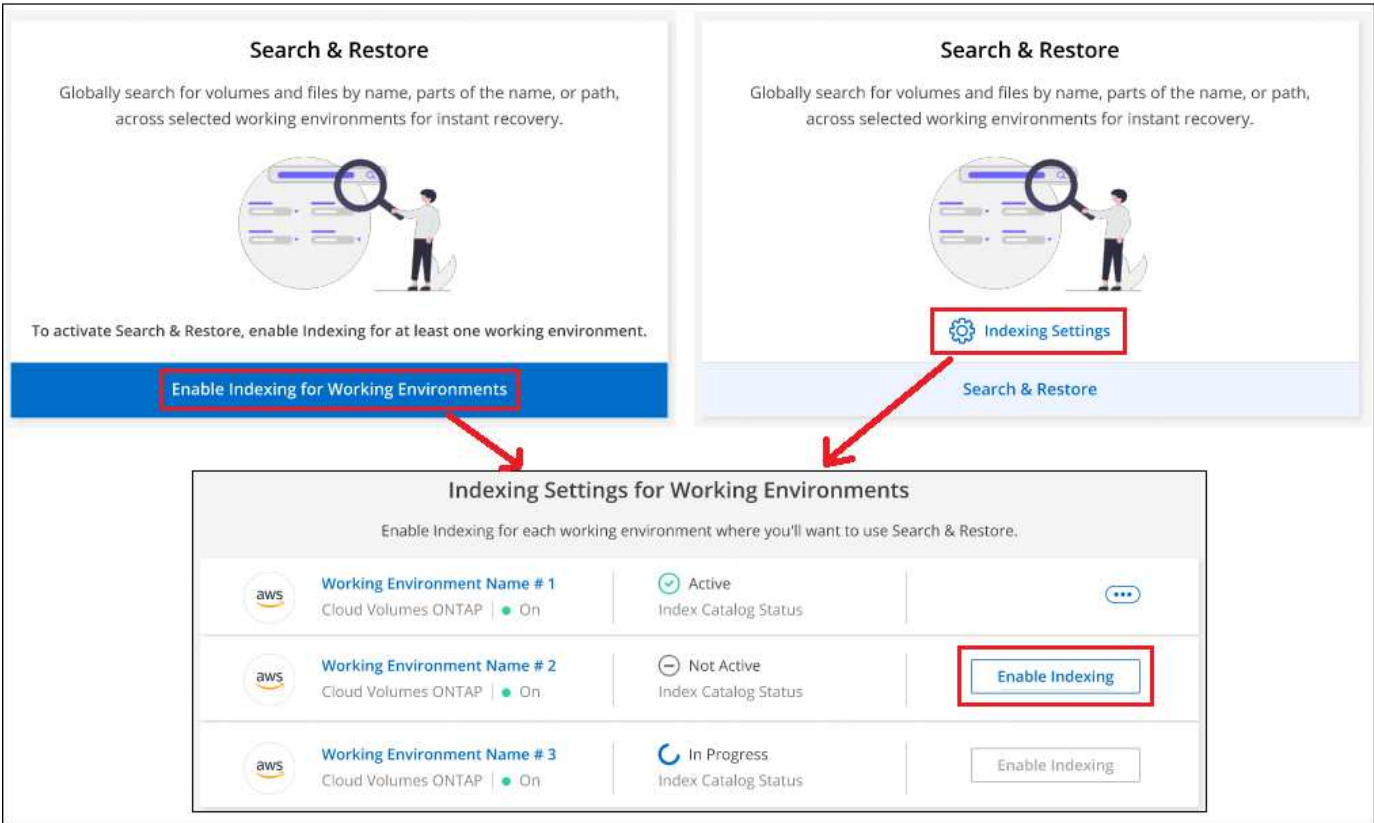 Search & Restore
Globally search for volumes and files by name, parts of the name, or path,
across selected working environments for instant recovery.
To activate Search & Restore, enable Indexing for at least one working environment.
Enable Indexing for Working Environments
Search & Restore
Globally search for volumes and files by name, parts of the name, or path,
across selected working environments for instant recovery.
Indexing Settings
Search & Restore
Indexing Settings for Working Environments
Enable Indexing for each working environment where you'll want to use Search & Restore.
aws
Working Environment Name # 1
Cloud Volumes ONTAP | On
Active
Index Catalog Status
aws
Working Environment Name # 2
Cloud Volumes ONTAP | On
Not Active
Index Catalog Status
Enable Indexing
aws
Working Environment Name # 3
Cloud Volumes ONTAP | On
In Progress
Index Catalog Status
Enable Indexing